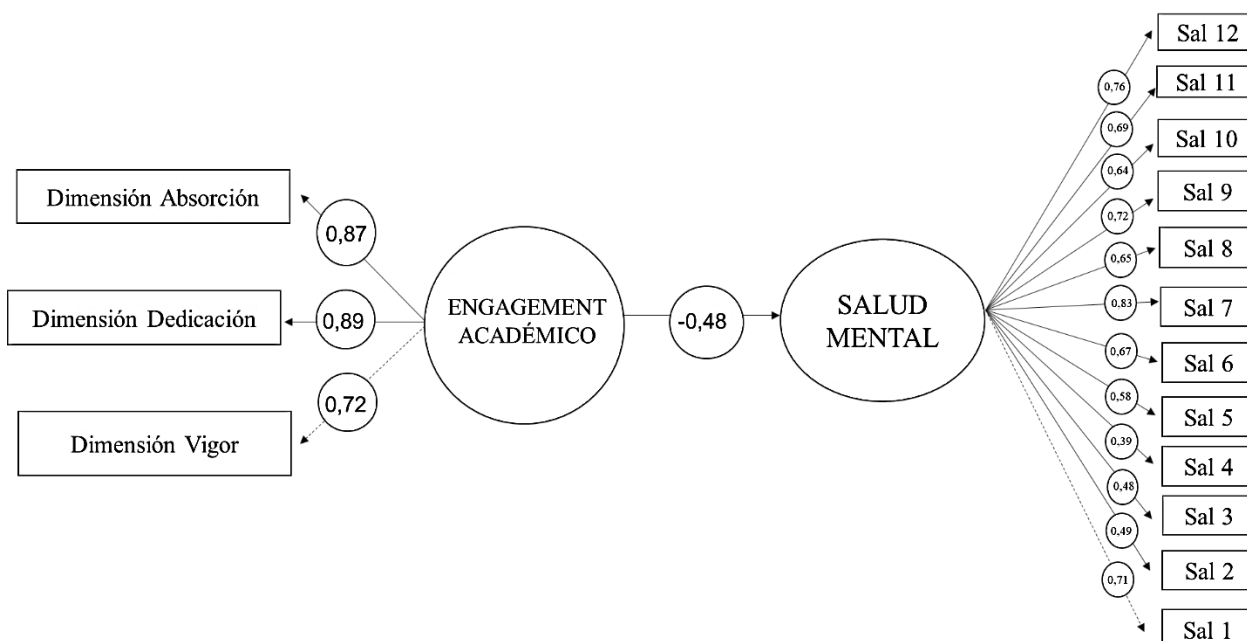 Dimensión Absorción
Dimensión Dedicación
Dimensión Vigor
0,87
0,89
0,72
ENGAGEMENT
ACADÉMICO
-0,48
SALUD
MENTAL
0,76
0,69
0,64
0,72
0,65
0,83
0,67
0,58
0,39
0,48
0,49
0,71
Sal 12
Sal 11
Sal 10
Sal 9
Sal 8
Sal 7
Sal 6
Sal 5
Sal 4
Sal 3
Sal 2
Sal 1